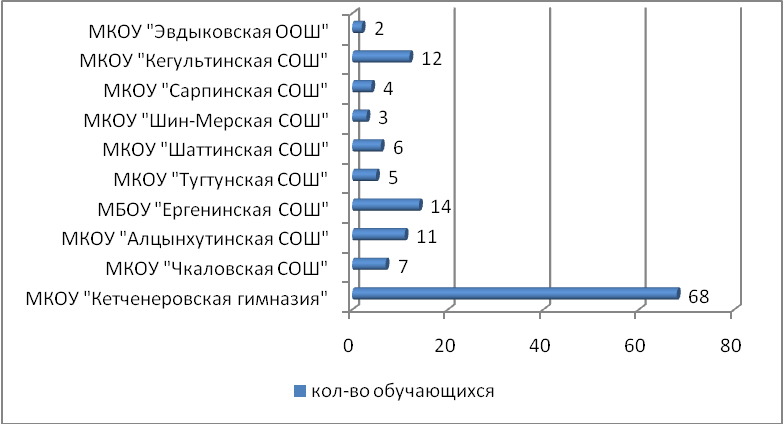 МКОУ "Эвдыковская ООШ" 2
МКОУ "Кегультинская СОШ" 12
МКОУ "Сарпинская СОШ" 4
МКОУ "Шин-Мерская СОШ" 3
МКОУ "Шаттинская СОШ" 6
МКОУ "Тугтунская СОШ" 5
МБОУ "Ергенинская СОШ" 14
МКОУ "Алцынхутинская СОШ" 11
МКОУ "Чкаловская СОШ" 7
МКОУ "Кетченеровская гимназия" 68
0 20 40 60 80
кол-во обучающихся